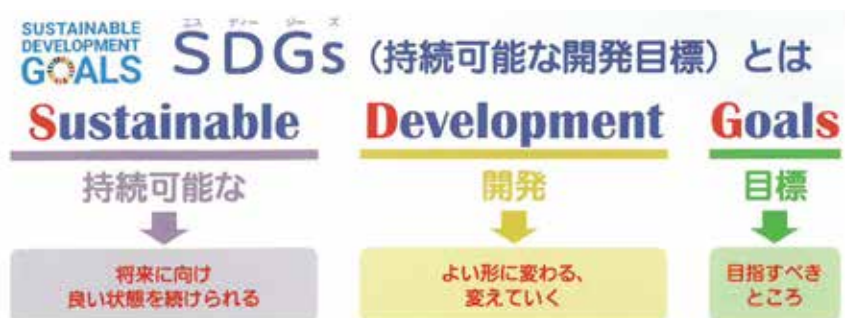 SUSTAINABLE
DEVELOPMENT
GOALS
エス ディー ジー ズ
SDGs (持続可能な開発目標) とは
Sustainable Development Goals
持続可能な 開発 目標
将来に向け
良い状態を続けられる
よい形に変わる、
変えていく
目指すべき
ところ